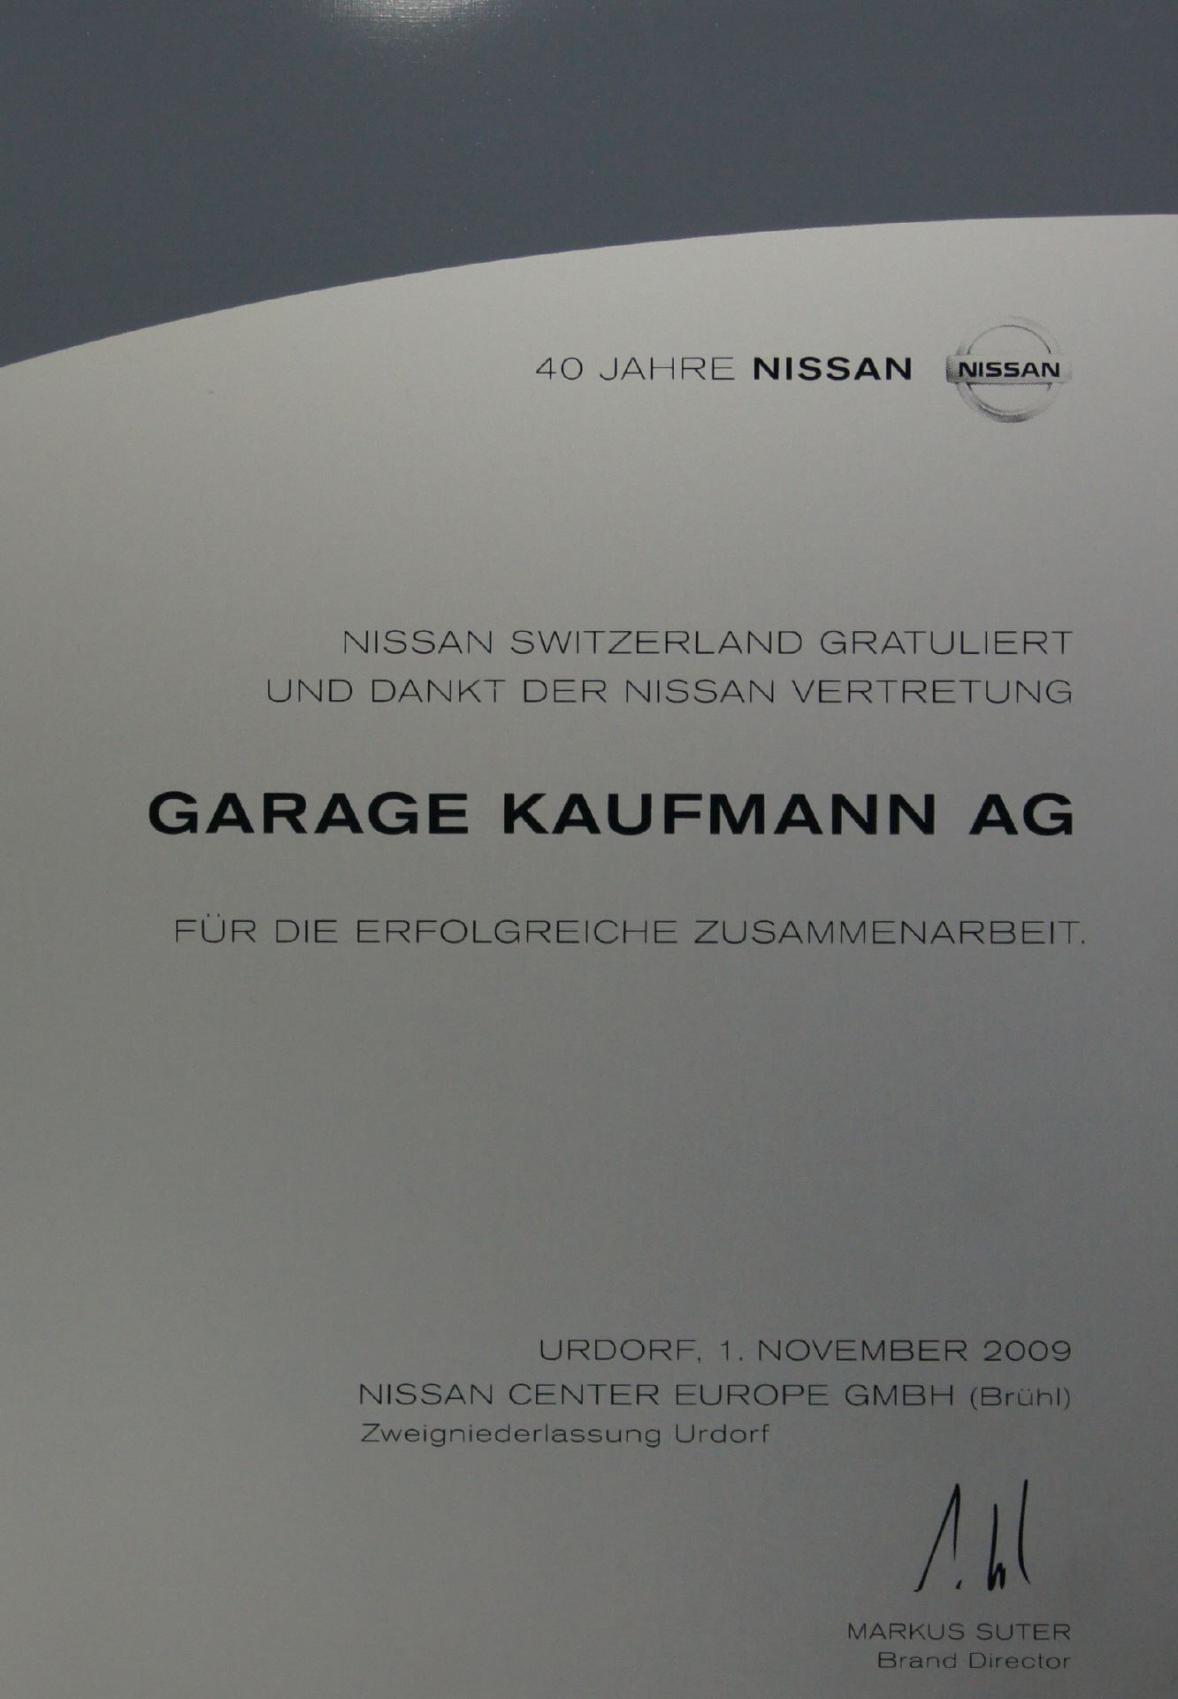 40 JAHRE NISSAN NISSAN
NISSAN SWITZERLAND GRATULIERT
UND DANKT DER NISSAN VERTRETUNG
GARAGE KAUFMANN AG
FÜR DIE ERFOLGREICHE ZUSAMMENARBEIT.
URDORF, 1. NOVEMBER 2009
NISSAN CENTER EUROPE GMBH (Brühl)
Zweigniederlassung Urdorf
MARKUS SUTER
Brand Director